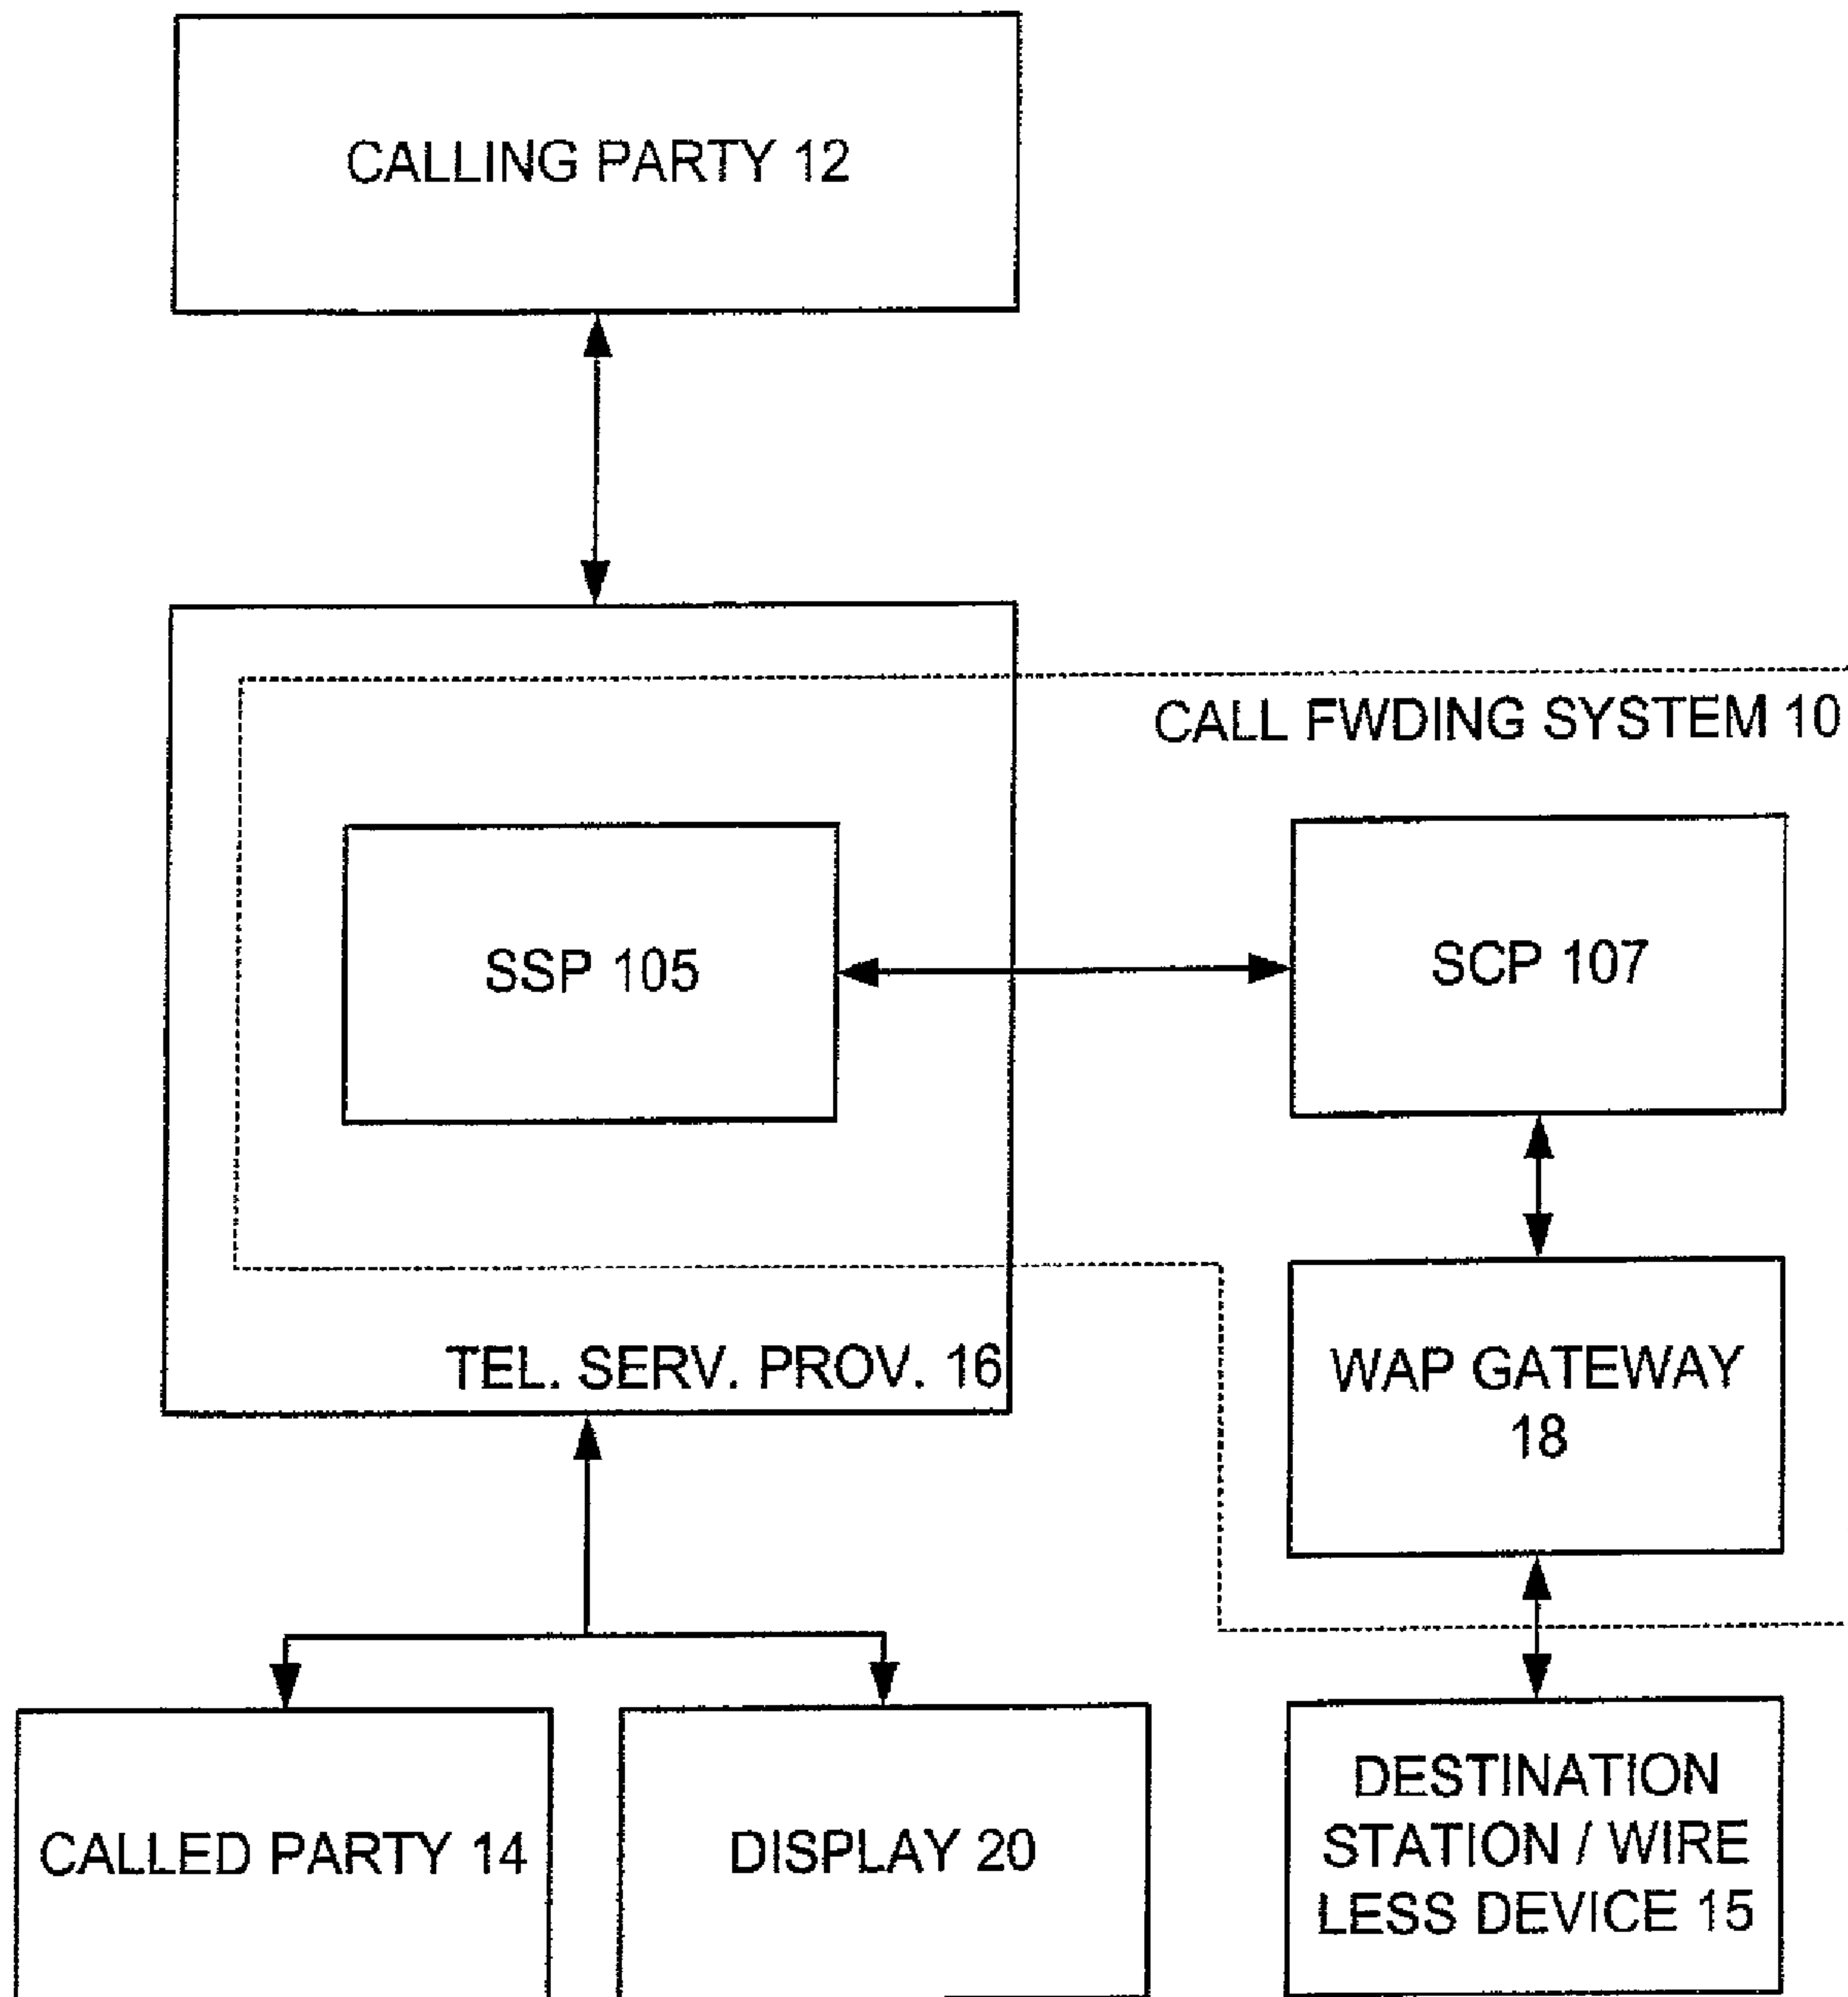 CALLING PARTY 12
CALL FWDING SYSTEM 10
SSP 105
SCP 107
TEL. SERV. PROV. 16
WAP GATEWAY
18
CALLED PARTY 14
DISPLAY 20
DESTINATION
STATION / WIRE
LESS DEVICE 15